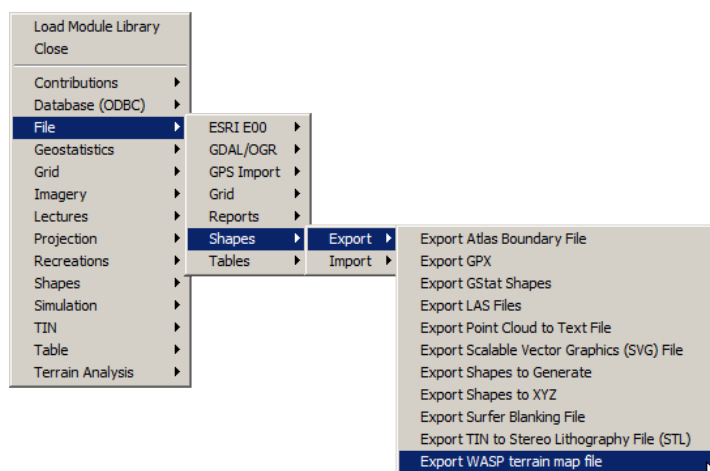 Load Module Library
Close
Contributions
Database (ODBC)
File
Geostatistics
Grid
Imagery
Lectures
Projection
Recreations
Shapes
Simulation
TIN
Table
Terrain Analysis
ESRI E00
GDAL/OGR
GPS Import
Grid
Reports
Shapes
Tables
Export
Import
Export Atlas Boundary File
Export GPX
Export GStat Shapes
Export LAS Files
Export Point Cloud to Text File
Export Scalable Vector Graphics (SVG) File
Export Shapes to Generate
Export Shapes to XYZ
Export Surfer Blanking File
Export TIN to Stereo Lithography File (STL)
Export WASP terrain map file